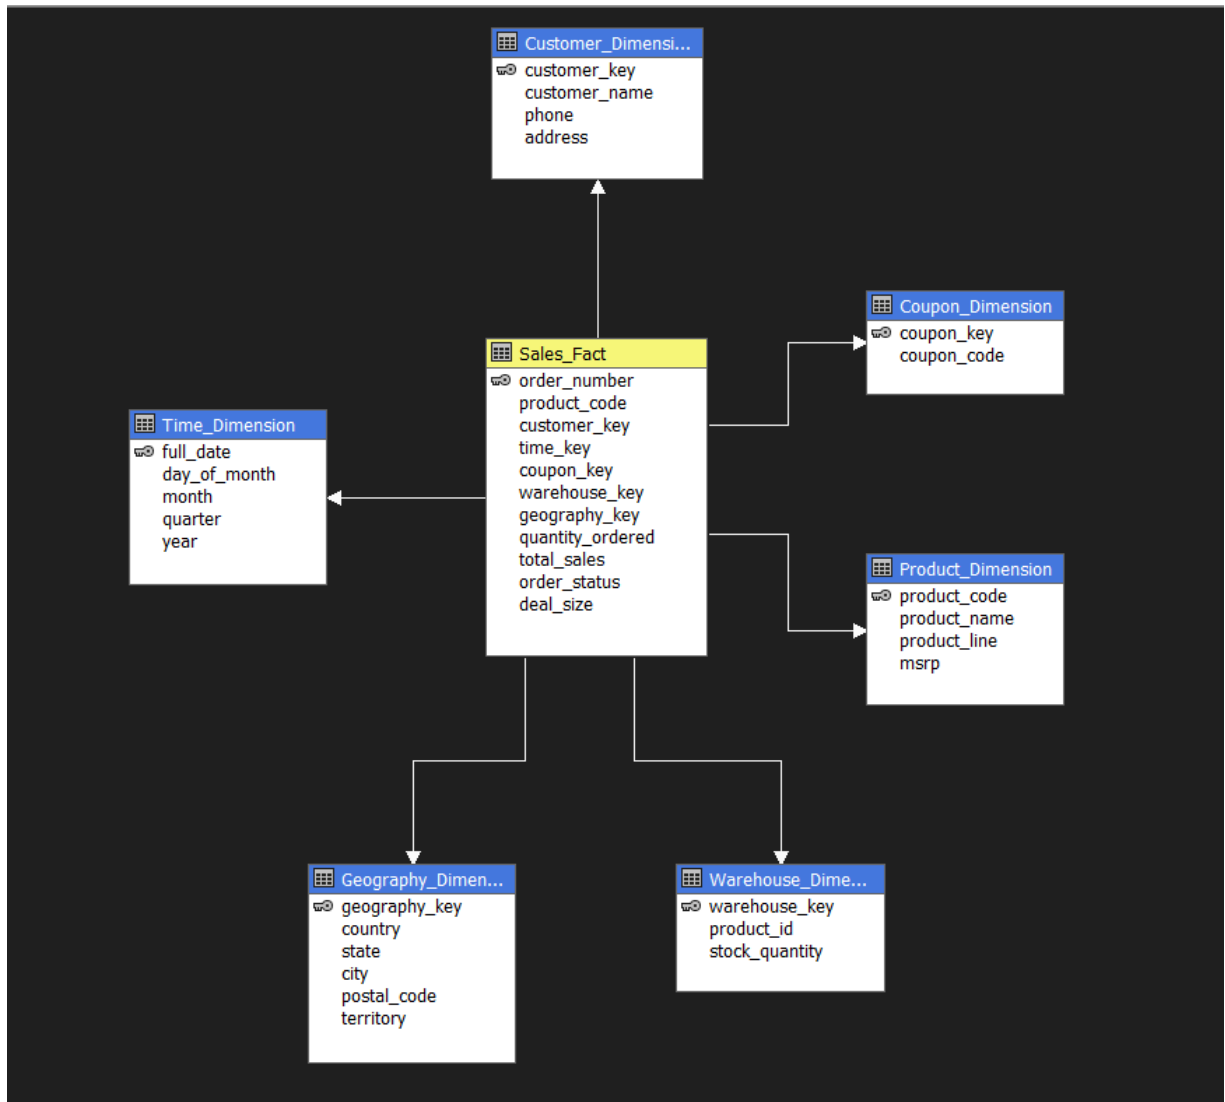 Customer_Dimensi...
customer_key
customer_name
phone
address
Coupon_Dimension
coupon_key
coupon_code
Sales_Fact
order_number
product_code
customer_key
time_key
coupon_key
warehouse_key
geography_key
quantity_ordered
total_sales
order_status
deal_size
Time_Dimension
full_date
day_of_month
month
quarter
year
Product_Dimension
product_code
product_name
product_line
msrp
Geography_Dimen...
geography_key
country
state
city
postal_code
territory
Warehouse_Dime...
warehouse_key
product_id
stock_quantity